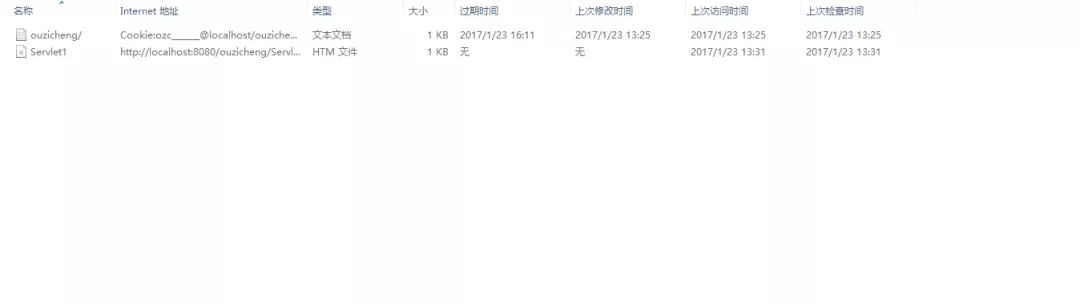 名称 Internet 地址 类型 大小 过期时间 上次修改时间 上次访问时间 上次检查时间
ouzicheng/ Cookie:ozc______@localhost/ouziche... 文本文档 1 KB 2017/1/23 16:11 2017/1/23 13:25 2017/1/23 13:25 2017/1/23 13:25
Servlet1 http://localhost:8080/ouzicheng/Servl... HTM 文件 1 KB 无 无 2017/1/23 13:31 2017/1/23 13:31